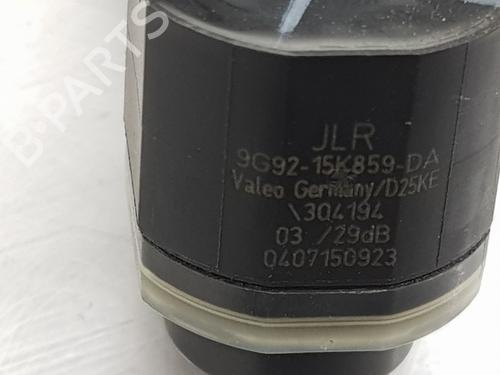 JLR
9G92-15K859-DA
Valeo Germany/D25KE
\3Q4194
03 /29dB
0407150923
B-PARTS